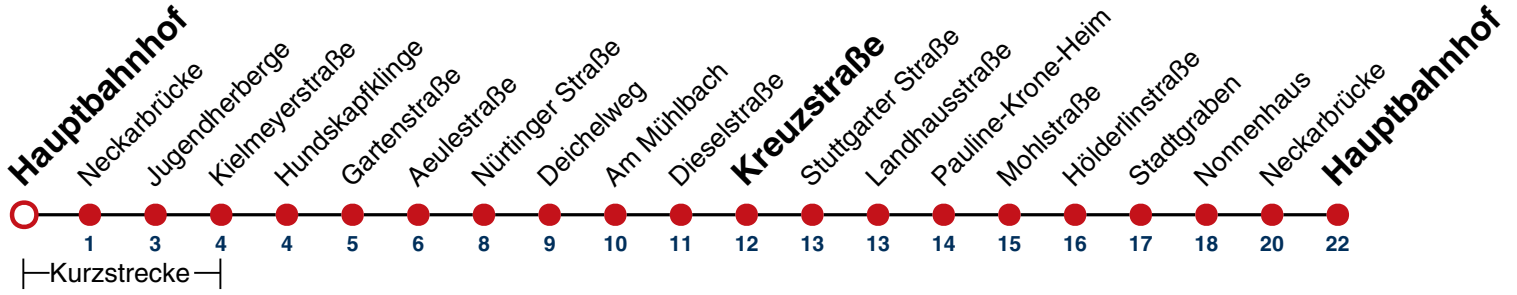 Hauptbahnhof
Neckarbrücke
Jugendherberge
Kielmeyerstraße
Hundskapfklinge
Gartenstraße
Aeulestraße
Nürtinger Straße
Deichelweg
Am Mühlbach
Dieselstraße
Kreuzstraße
Stuttgarter Straße
Landhausstraße
Pauline-Krone-Heim
Mohlstraße
Hölderlinstraße
Stadtgraben
Nonnenhaus
Neckarbrücke
Hauptbahnhof
1 3 4 4 5 6 8 9 10 11 12 13 13 14 15 16 17 18 20 22
Kurzstrecke